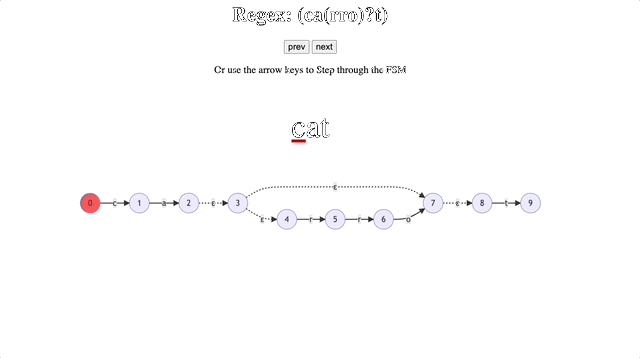 Regex: (ca(rro)?t)
prev next
Or use the arrow keys to Step through the FSM
cat
ε
0 c 1 a 2 ε 3 7 ε 8 t 9
ε 4 r 5 r 6 o